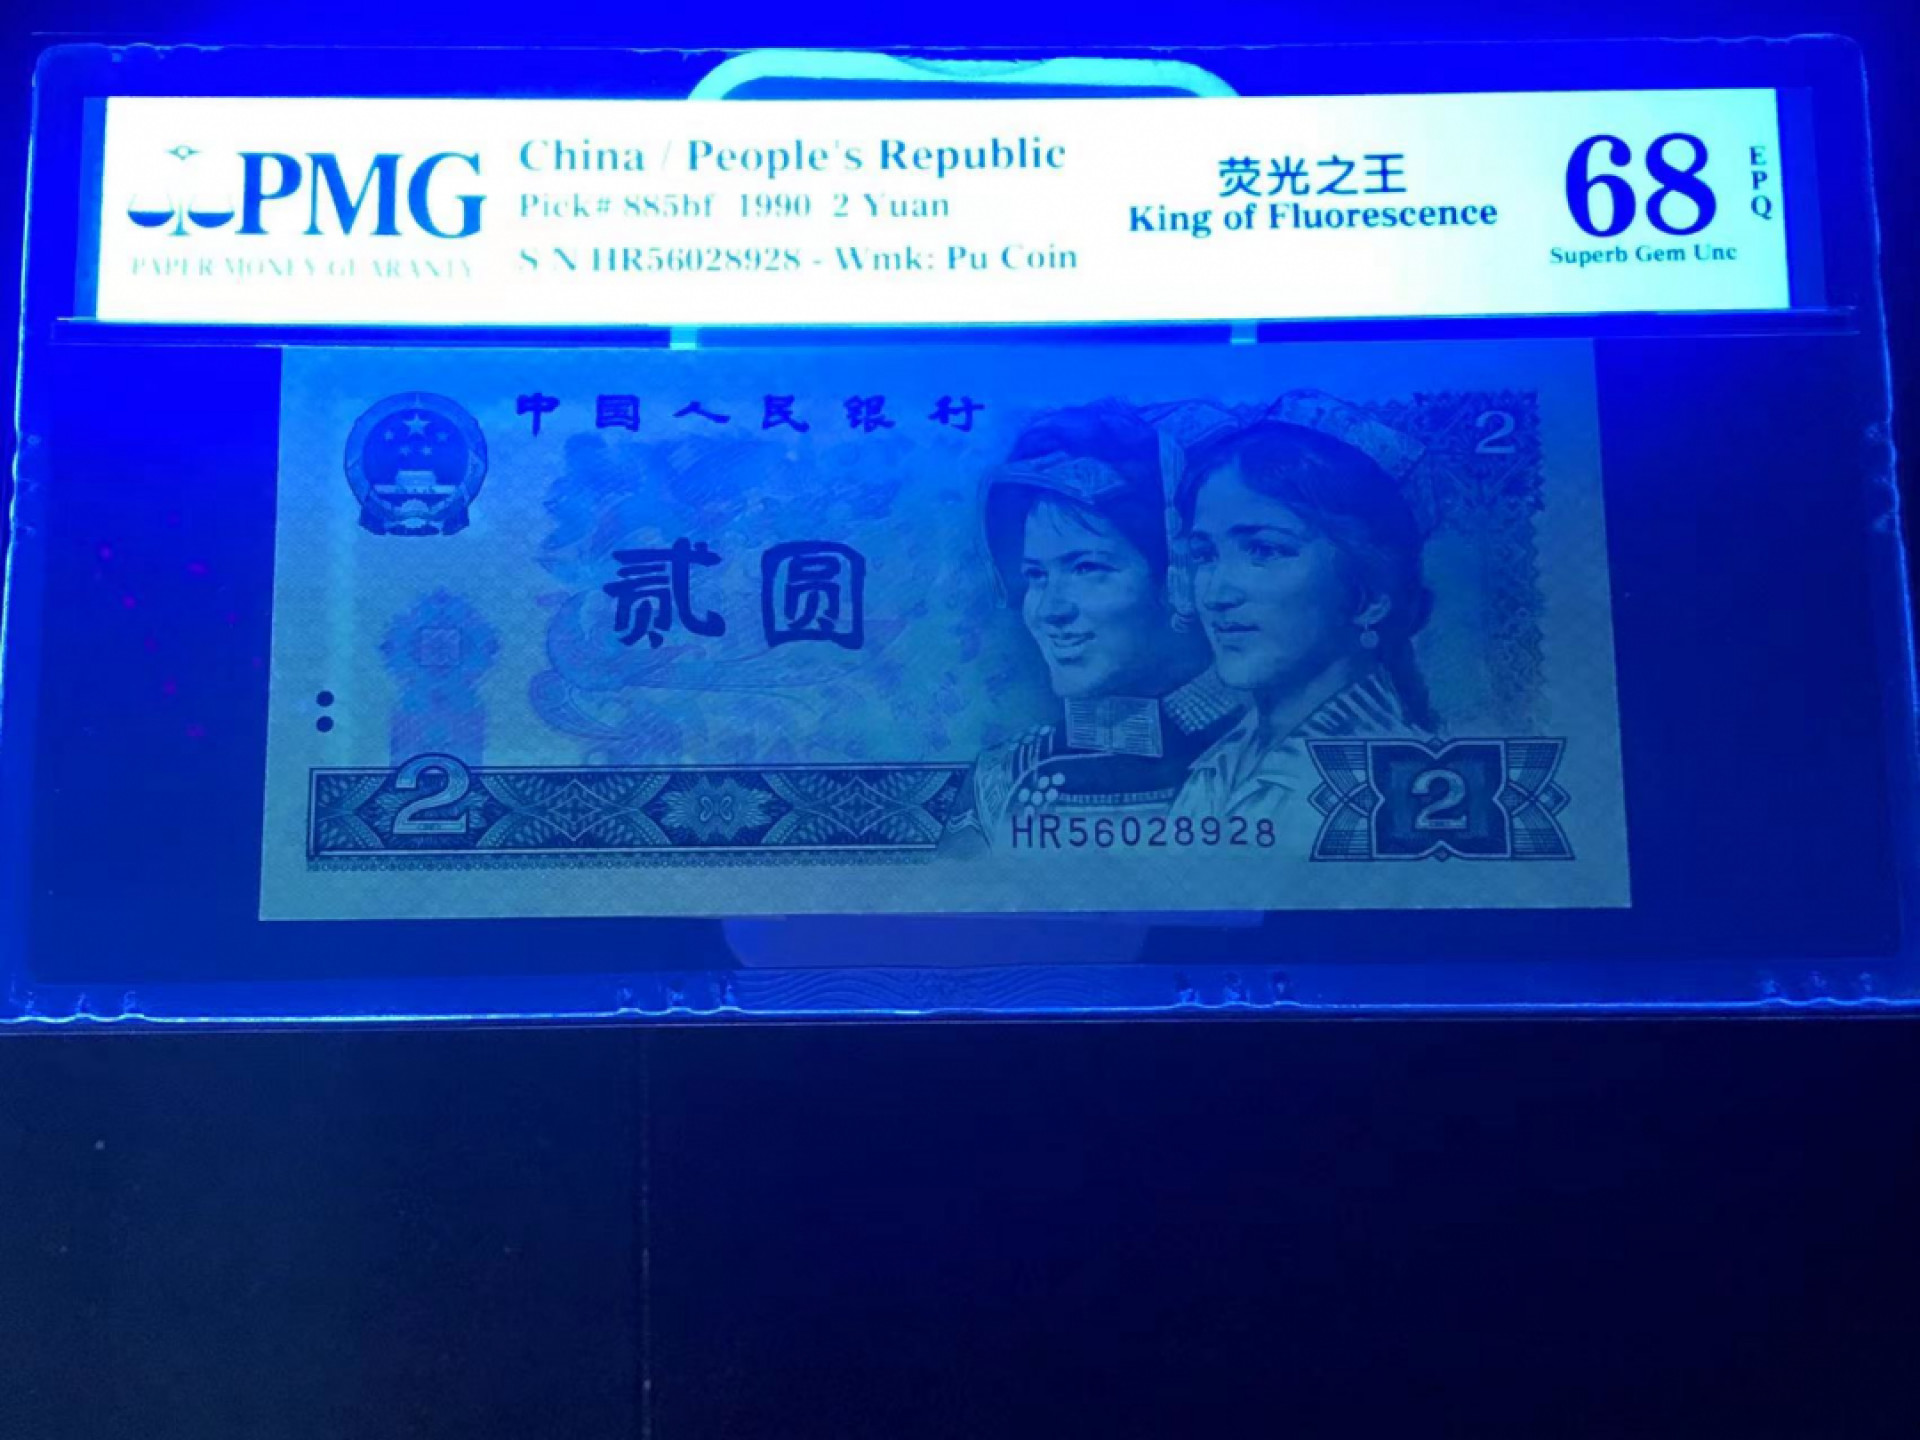 PMG
PAPER MONEY GUARANTY
China / People's Republic
Pick# 885bf 1990 2 Yuan
S/N HR56028928 - Wmk: Pu Coin
荧光之王
King of Fluorescence
68
EPQ
Superb Gem Unc
中国人民银行
2
贰圆
2
2
HR56028928